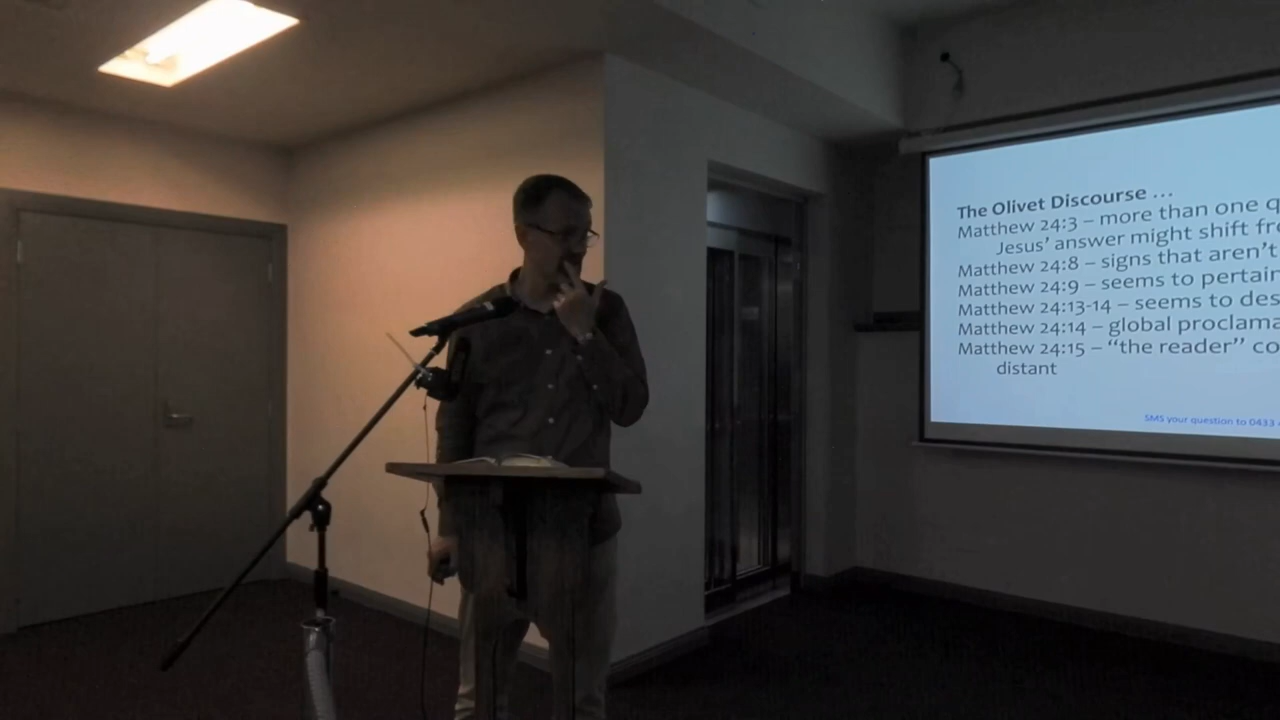 The Olivet Discourse ...
Matthew 24:3 – more than one q
Jesus' answer might shift fr
Matthew 24:8 – signs that aren't
Matthew 24:9 – seems to pertain
Matthew 24:13-14 – seems to des
Matthew 24:14 – global proclama
Matthew 24:15 – “the reader” co
distant
SMS your question to 0433